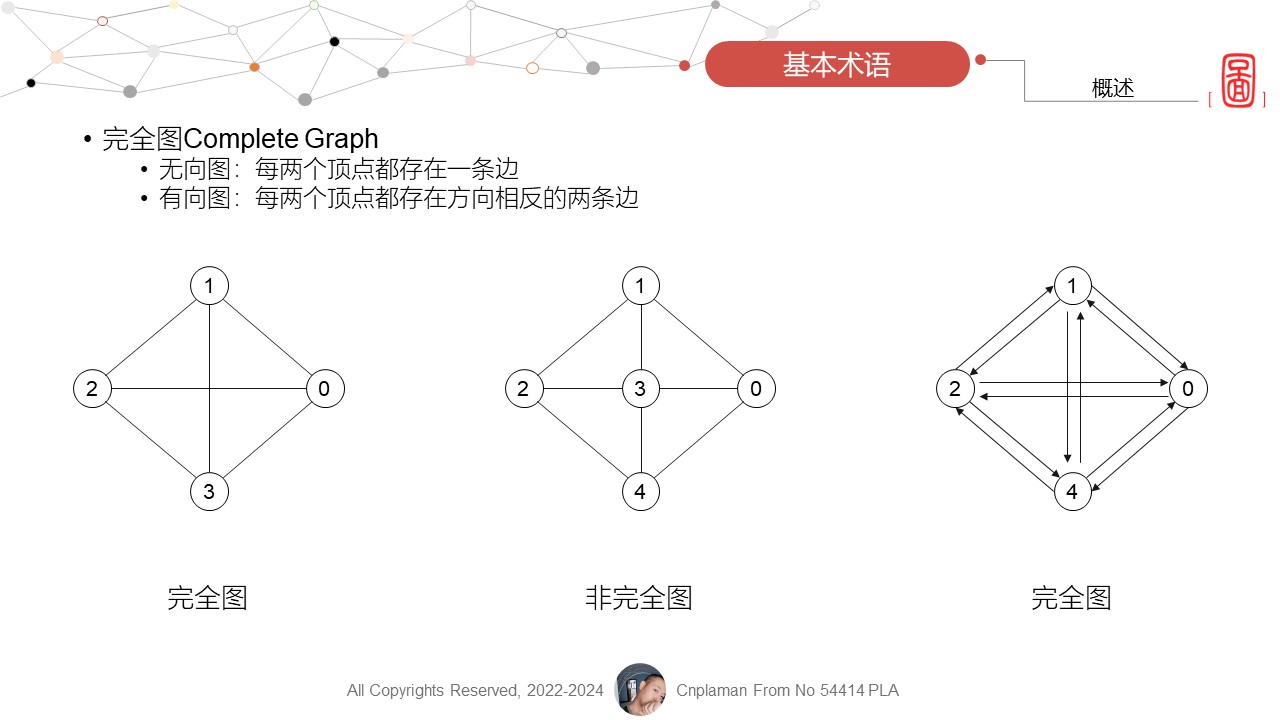 基本术语
概述
[圖]
• 完全图Complete Graph
• 无向图：每两个顶点都存在一条边
• 有向图：每两个顶点都存在方向相反的两条边
1 1 1
2 0 2 3 0 2 0
3 4 4
完全图 非完全图 完全图
All Copyrights Reserved, 2022-2024 Cnplaman From No 54414 PLA